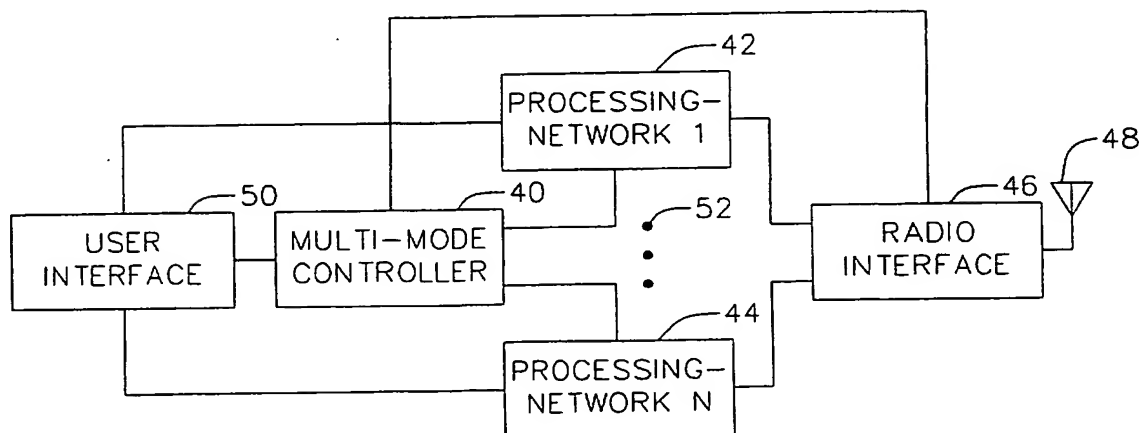 42
PROCESSING-
NETWORK 1
48
50
40
52
46
USER
INTERFACE
MULTI-MODE
CONTROLLER
RADIO
INTERFACE
44
PROCESSING-
NETWORK N